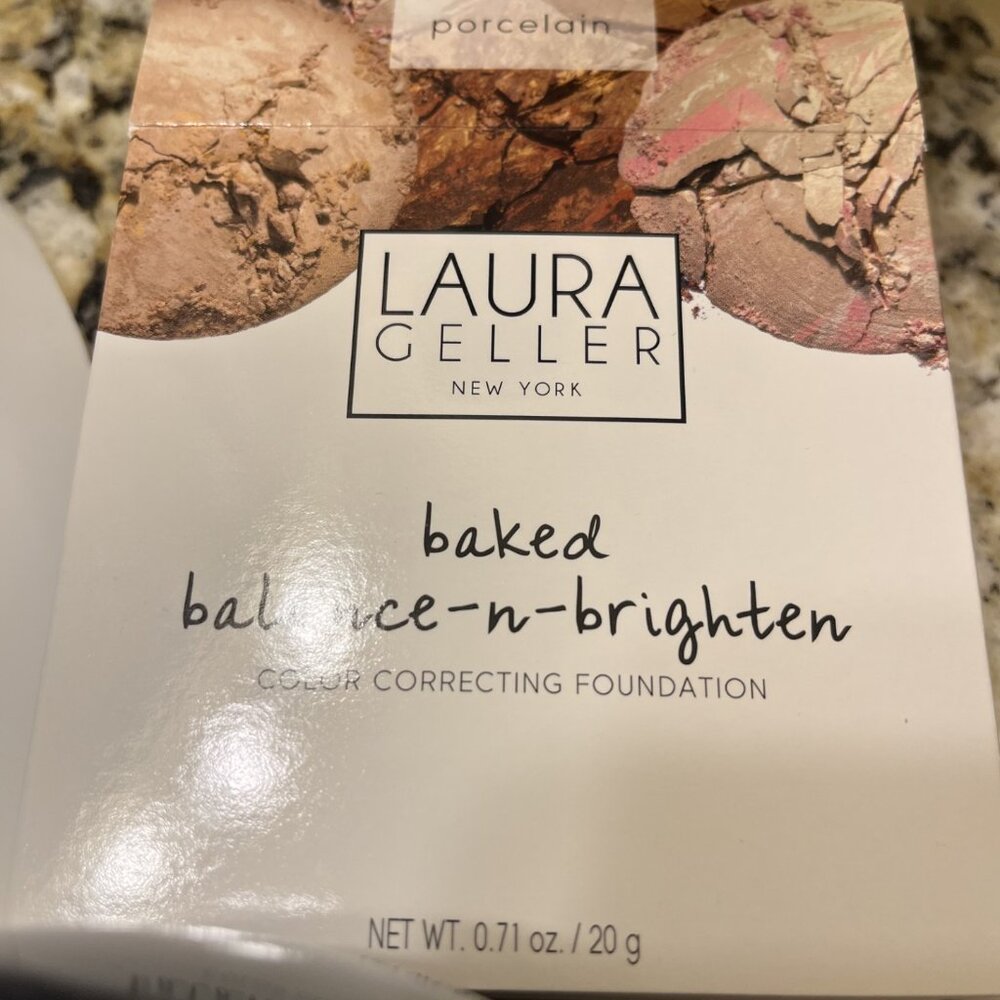 porcelain
LAURA
GELLER
NEW YORK
baked
balance-n-brighten
COLOR CORRECTING FOUNDATION
NET WT. 0.71 oz. / 20 g